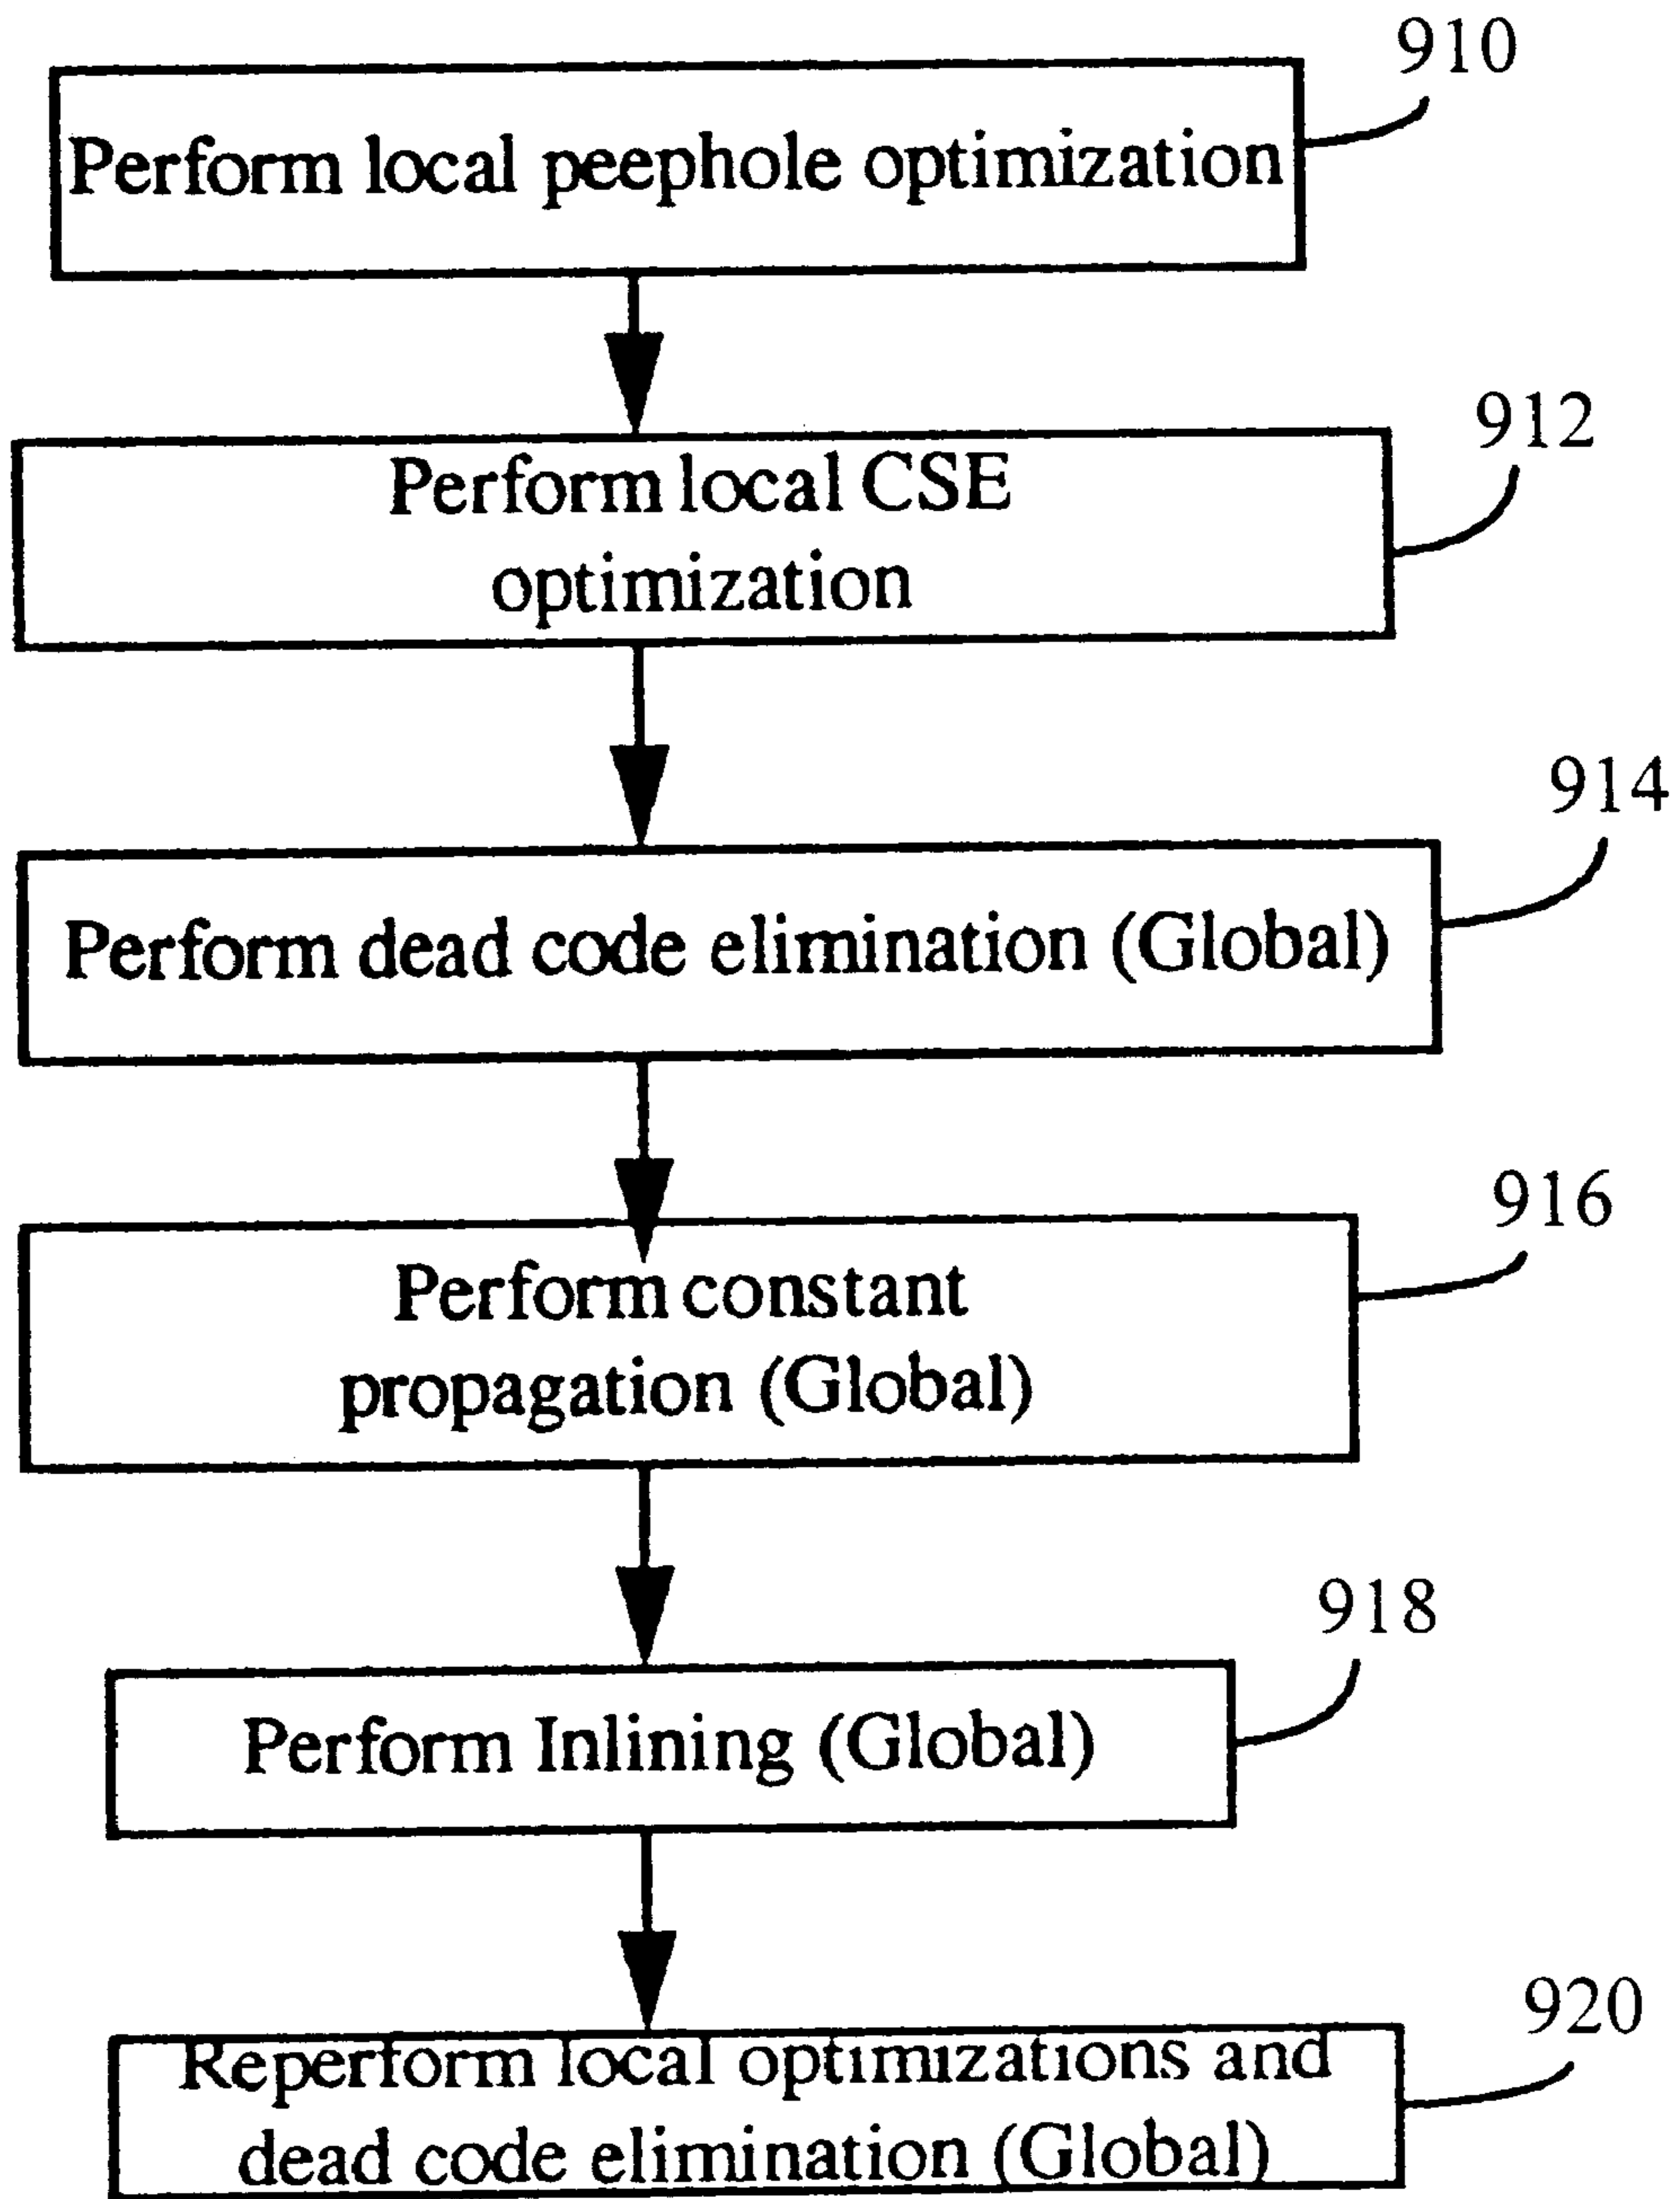 910
Perform local peephole optimization
912
Perform local CSE
optimization
914
Perform dead code elimination (Global)
916
Perform constant
propagation (Global)
918
Perform Inlining (Global)
920
Reperform local optimizations and
dead code elimination (Global)